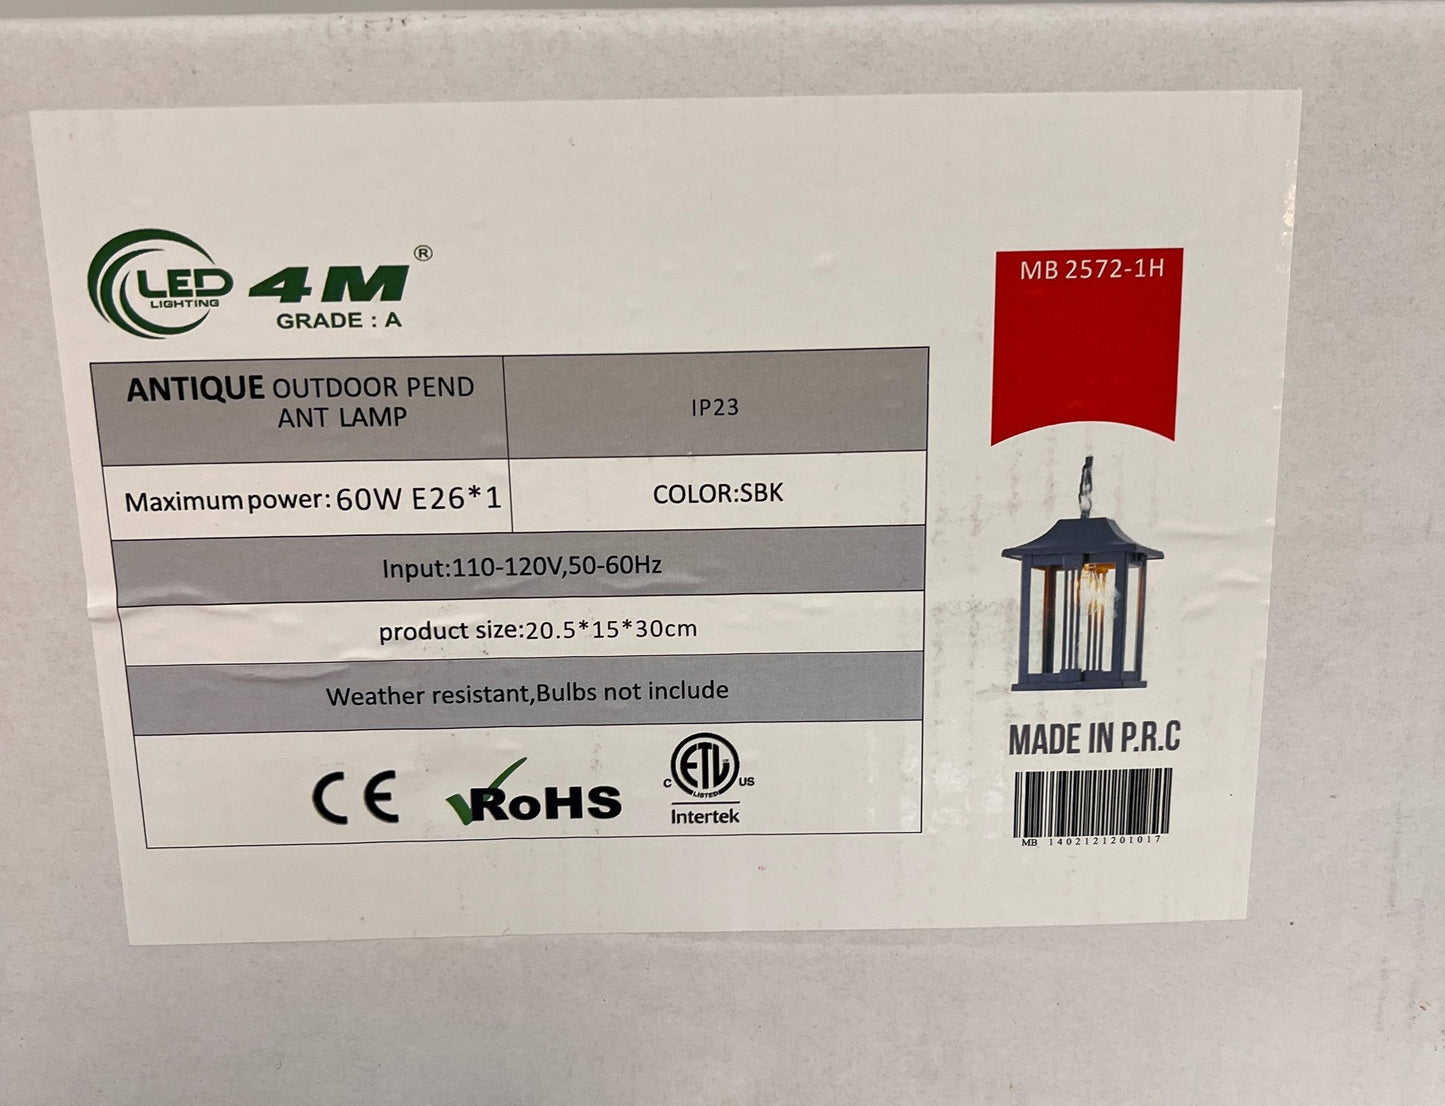 LED
LIGHTING
4M®
GRADE : A
MB 2572-1H
ANTIQUE OUTDOOR PEND
ANT LAMP
IP23
Maximum power: 60W E26*1
COLOR:SBK
Input:110-120V,50-60Hz
product size:20.5*15*30cm
Weather resistant,Bulbs not include
CE
RoHS
C ETL US
LISTED
Intertek
MADE IN P.R.C
MB 1402121201017